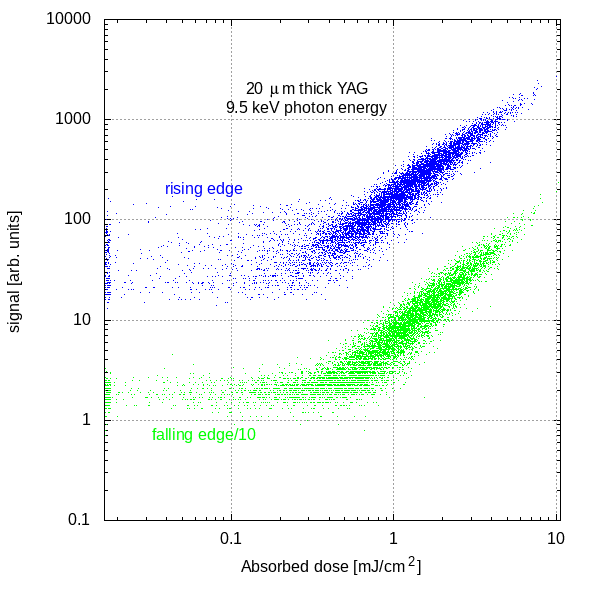 10000
1000
100
10
1
0.1
20 μm thick YAG
9.5 keV photon energy
rising edge
falling edge/10
signal [arb. units]
0.1
1
10
Absorbed dose [mJ/cm²]